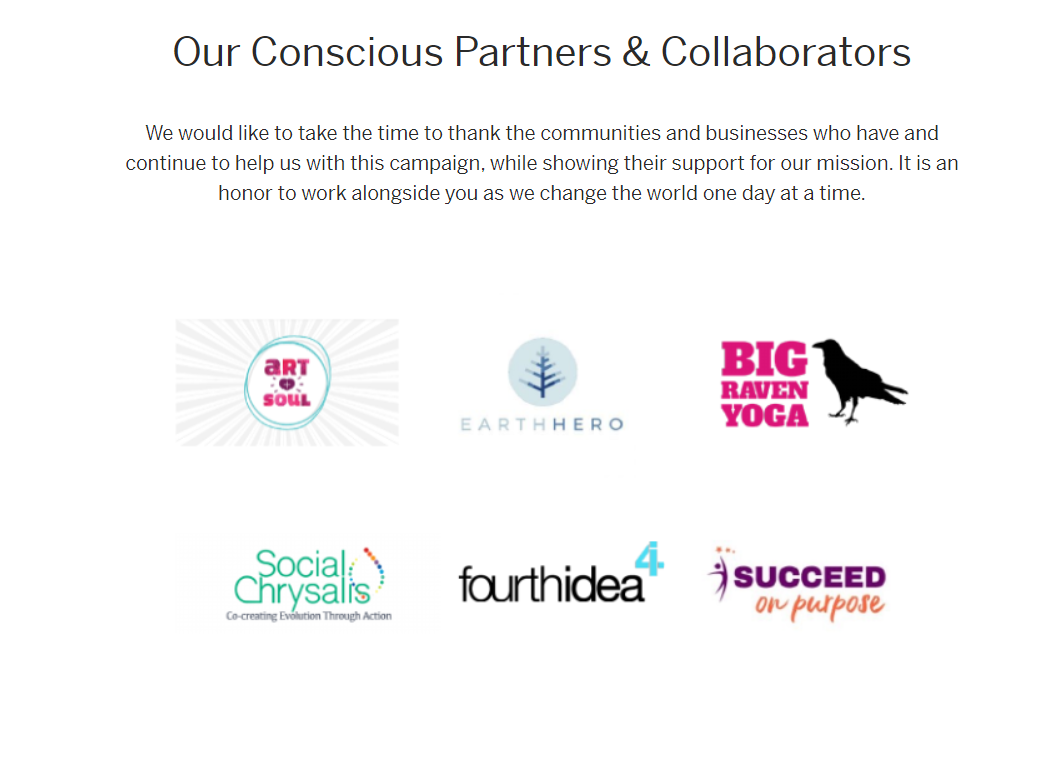 Our Conscious Partners & Collaborators
We would like to take the time to thank the communities and businesses who have and
continue to help us with this campaign, while showing their support for our mission. It is an
honor to work alongside you as we change the world one day at a time.
aRT
SOUL
EARTHHERO
BIG
RAVEN
YOGA
Social
Chrysalis
Co-creating Evolution Through Action
fourthidea4i
SUCCEED
on purpose